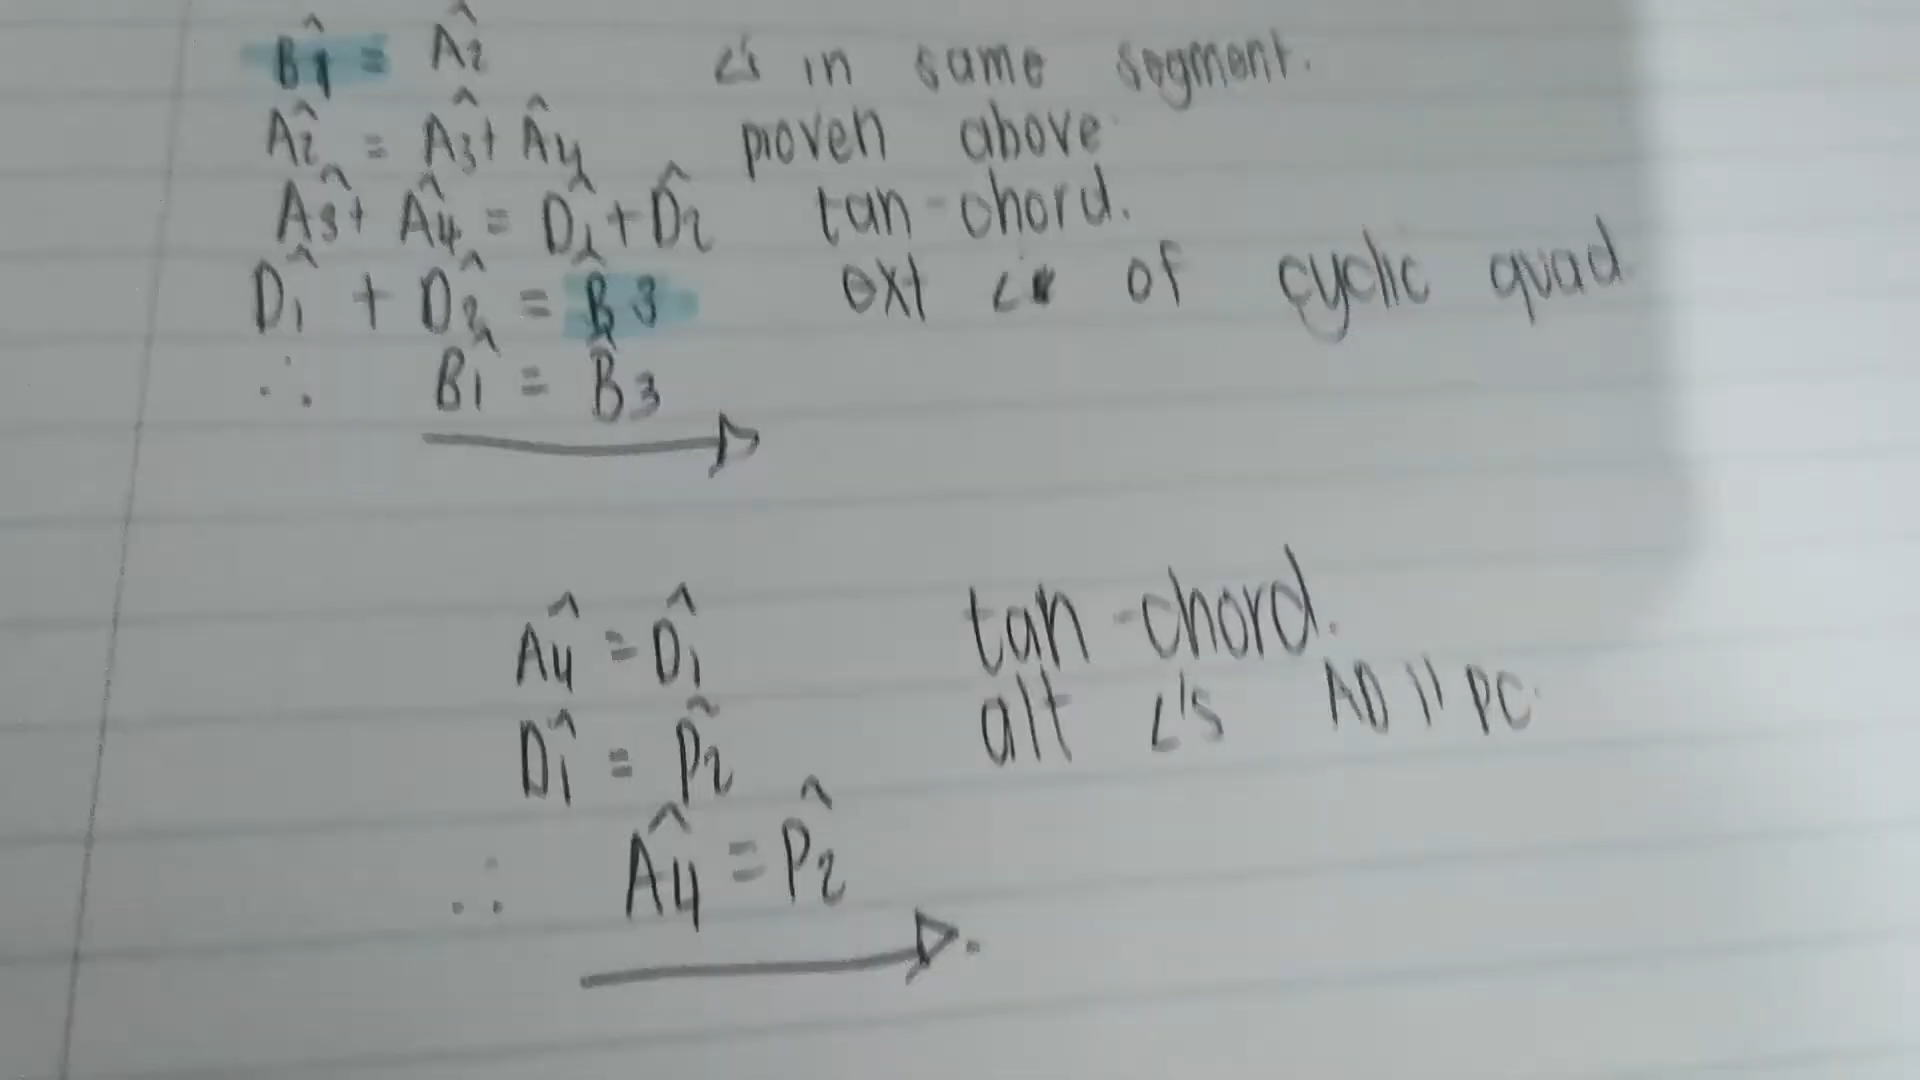 B̂1 = Â2 ∠'s in same segment.
Â2 = Â3 + Â4 proven above
Â3 + Â4 = D̂1 + D̂2 tan-chord.
D̂1 + D̂2 = B̂3 ext ∠ of cyclic quad
∴ B̂1 = B̂3
Â4 = D̂1 tan-chord.
D̂1 = P̂2 alt ∠'s AD || PC
∴ Â4 = P̂2